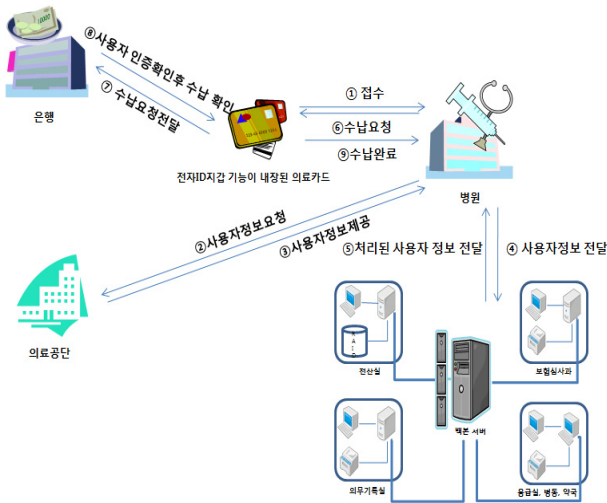 ⑧사용자 인증확인후 수납 확인
⑦ 수납요청전달
은행
① 접수
⑥수납요청
⑨수납완료
전자ID지갑 기능이 내장된 의료카드
병원
②사용자정보요청
③사용자정보제공
⑤처리된 사용자 정보 전달
④ 사용자정보 전달
의료공단
전산실
보험심사과
백본 서버
의무기록실
응급실, 병동, 약국